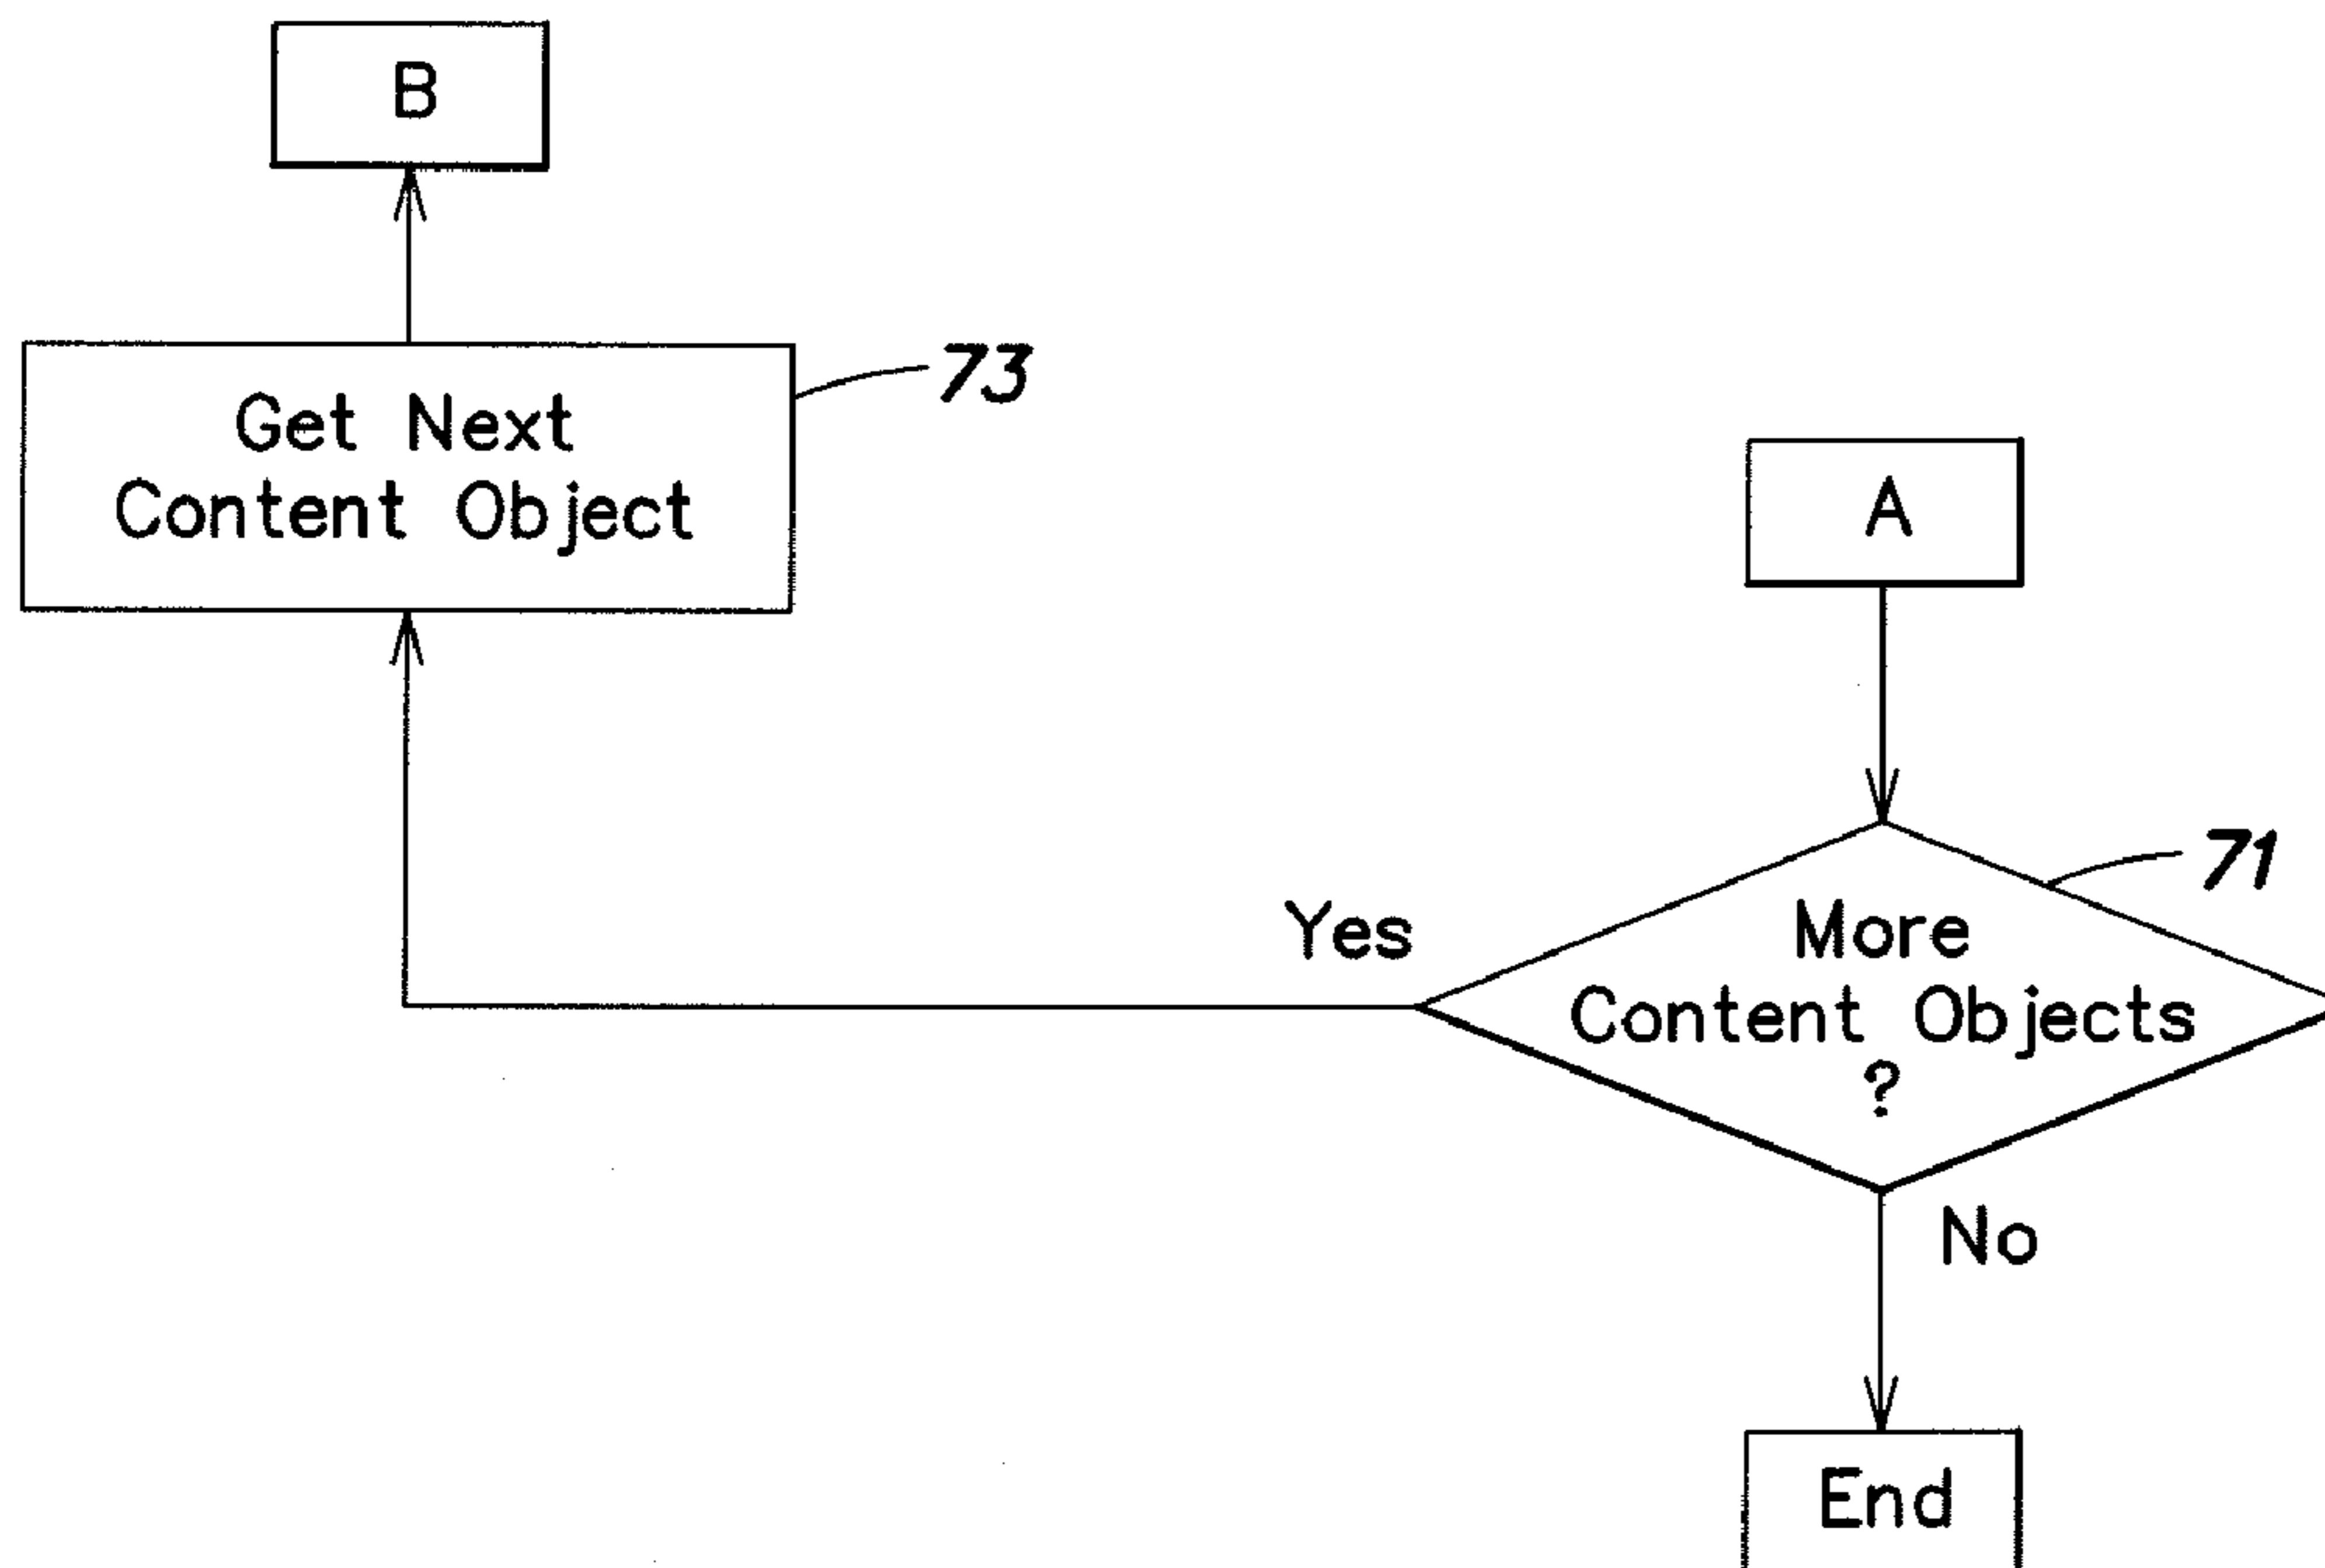 B
73
Get Next
Content Object
A
71
Yes
More
Content Objects
?
No
End